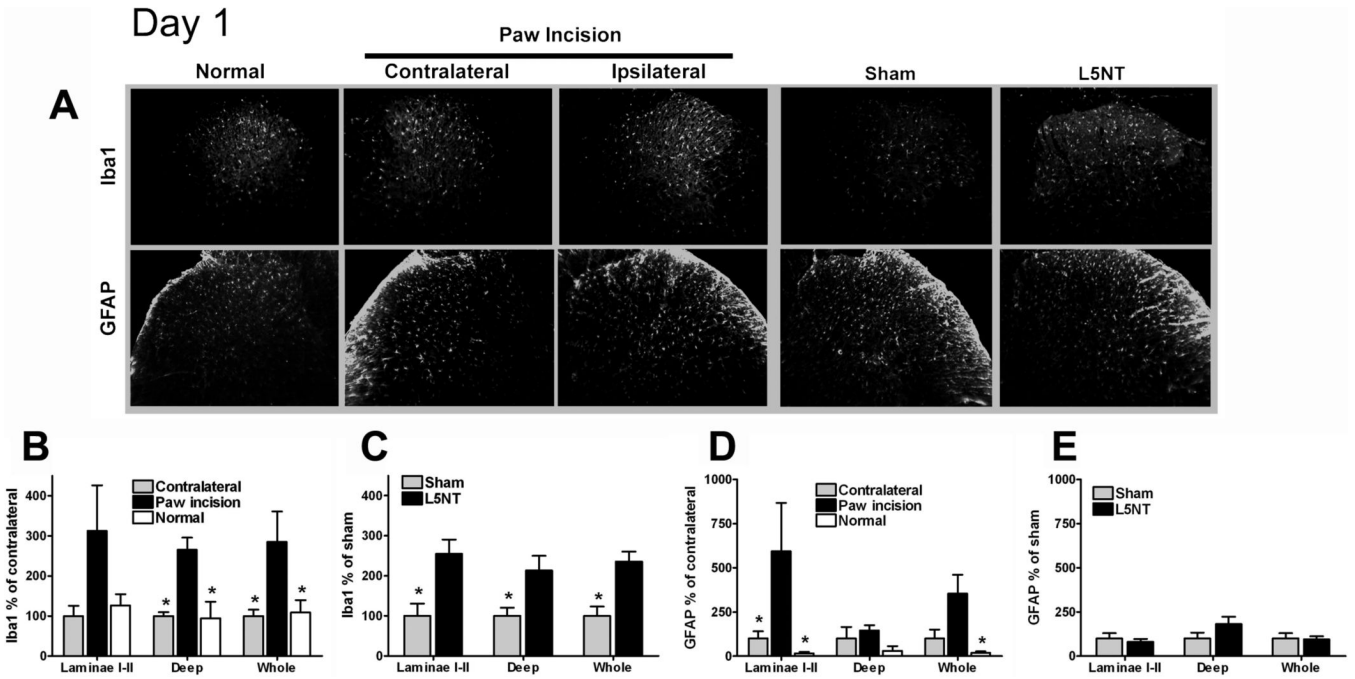 Day 1
Paw Incision
Normal Contralateral Ipsilateral Sham L5NT
A
Iba1
GFAP
B
Iba1 % of contralateral
400
300
200
100
0
Contralateral
Paw incision
Normal
* * * *
Laminae I-II Deep Whole
C
Iba1 % of sham
400
300
200
100
0
Sham
L5NT
* * *
Laminae I-II Deep Whole
D
GFAP % of contralateral
1000
750
500
250
0
Contralateral
Paw incision
Normal
* * *
Laminae I-II Deep Whole
E
GFAP % of sham
1000
750
500
250
0
Sham
L5NT
Laminae I-II Deep Whole